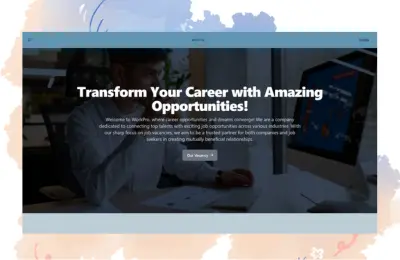 Transform Your Career with Amazing
Opportunities!
Welcome to WorkPro, where career opportunities and dreams converge! We are a company
dedicated to connecting top talents with exciting job opportunities across various industries. With
our sharp focus on job vacancies, we aim to be a trusted partner for both companies and job
seekers in creating mutually beneficial relationships.
Our Vacancy